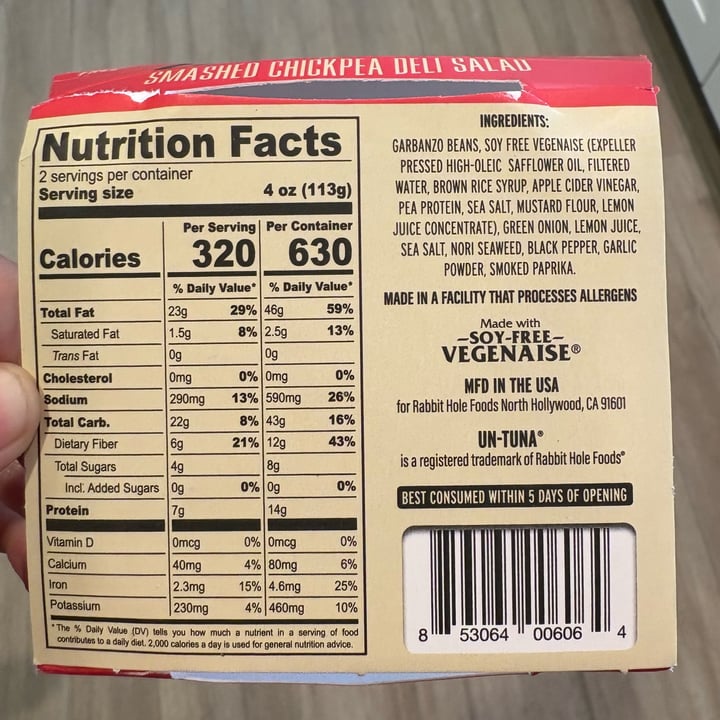 SMASHED CHICKPEA DELI SALAD
Nutrition Facts
2 servings per container
Serving size 4 oz (113g)
Per Serving Per Container
Calories 320 630
% Daily Value* % Daily Value*
Total Fat 23g 29% 46g 59%
Saturated Fat 1.5g 8% 2.5g 13%
Trans Fat 0g 0g
Cholesterol 0mg 0% 0mg 0%
Sodium 290mg 13% 590mg 26%
Total Carb. 22g 8% 43g 16%
Dietary Fiber 6g 21% 12g 43%
Total Sugars 4g 8g
Incl. Added Sugars 0g 0% 0g 0%
Protein 7g 14g
Vitamin D 0mcg 0% 0mcg 0%
Calcium 40mg 4% 80mg 6%
Iron 2.3mg 15% 4.6mg 25%
Potassium 230mg 4% 460mg 10%
*The % Daily Value (DV) tells you how much a nutrient in a serving of food
contributes to a daily diet. 2,000 calories a day is used for general nutrition advice.
INGREDIENTS:
GARBANZO BEANS, SOY FREE VEGENAISE (EXPELLER
PRESSED HIGH-OLEIC SAFFLOWER OIL, FILTERED
WATER, BROWN RICE SYRUP, APPLE CIDER VINEGAR,
PEA PROTEIN, SEA SALT, MUSTARD FLOUR, LEMON
JUICE CONCENTRATE), GREEN ONION, LEMON JUICE,
SEA SALT, NORI SEAWEED, BLACK PEPPER, GARLIC
POWDER, SMOKED PAPRIKA.
MADE IN A FACILITY THAT PROCESSES ALLERGENS
Made with
-SOY-FREE-
VEGENAISE®
MFD IN THE USA
for Rabbit Hole Foods North Hollywood, CA 91601
UN-TUNA®
is a registered trademark of Rabbit Hole Foods®
BEST CONSUMED WITHIN 5 DAYS OF OPENING
8 53064 00606 4